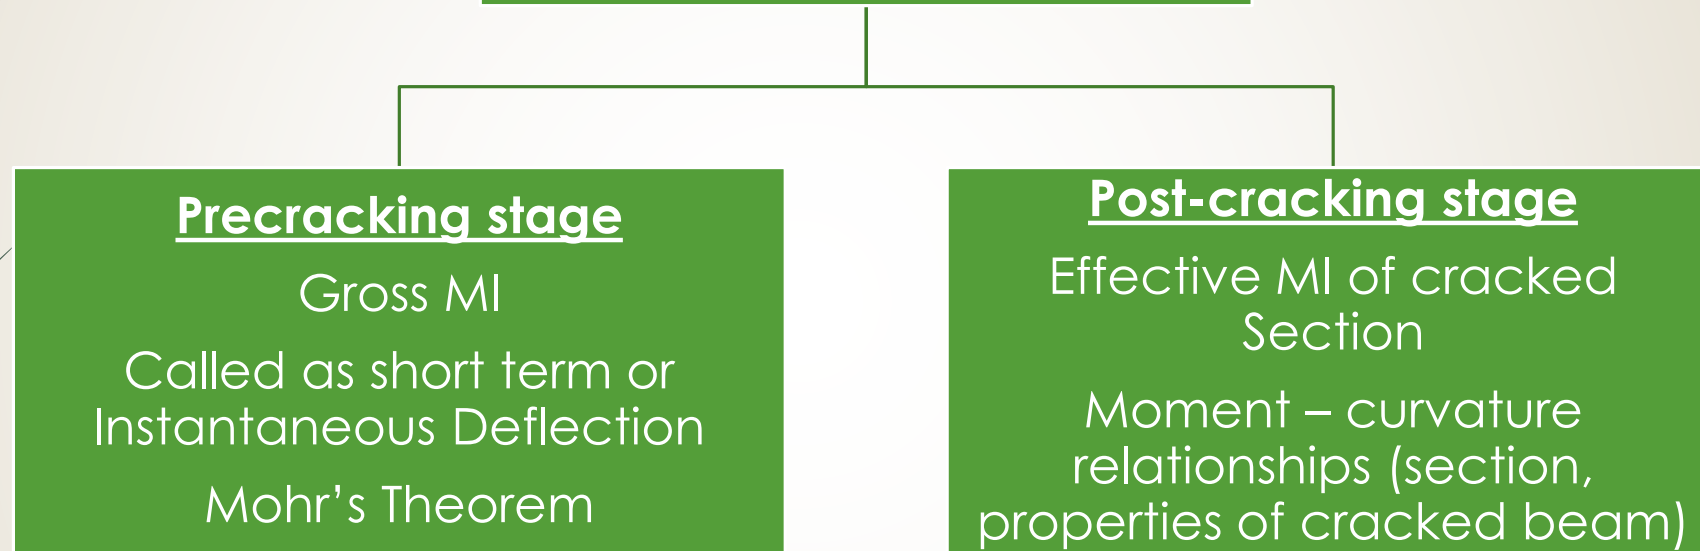 Precracking stage
Gross MI
Called as short term or
Instantaneous Deflection
Mohr's Theorem
Post-cracking stage
Effective MI of cracked
Section
Moment – curvature
relationships (section,
properties of cracked beam)